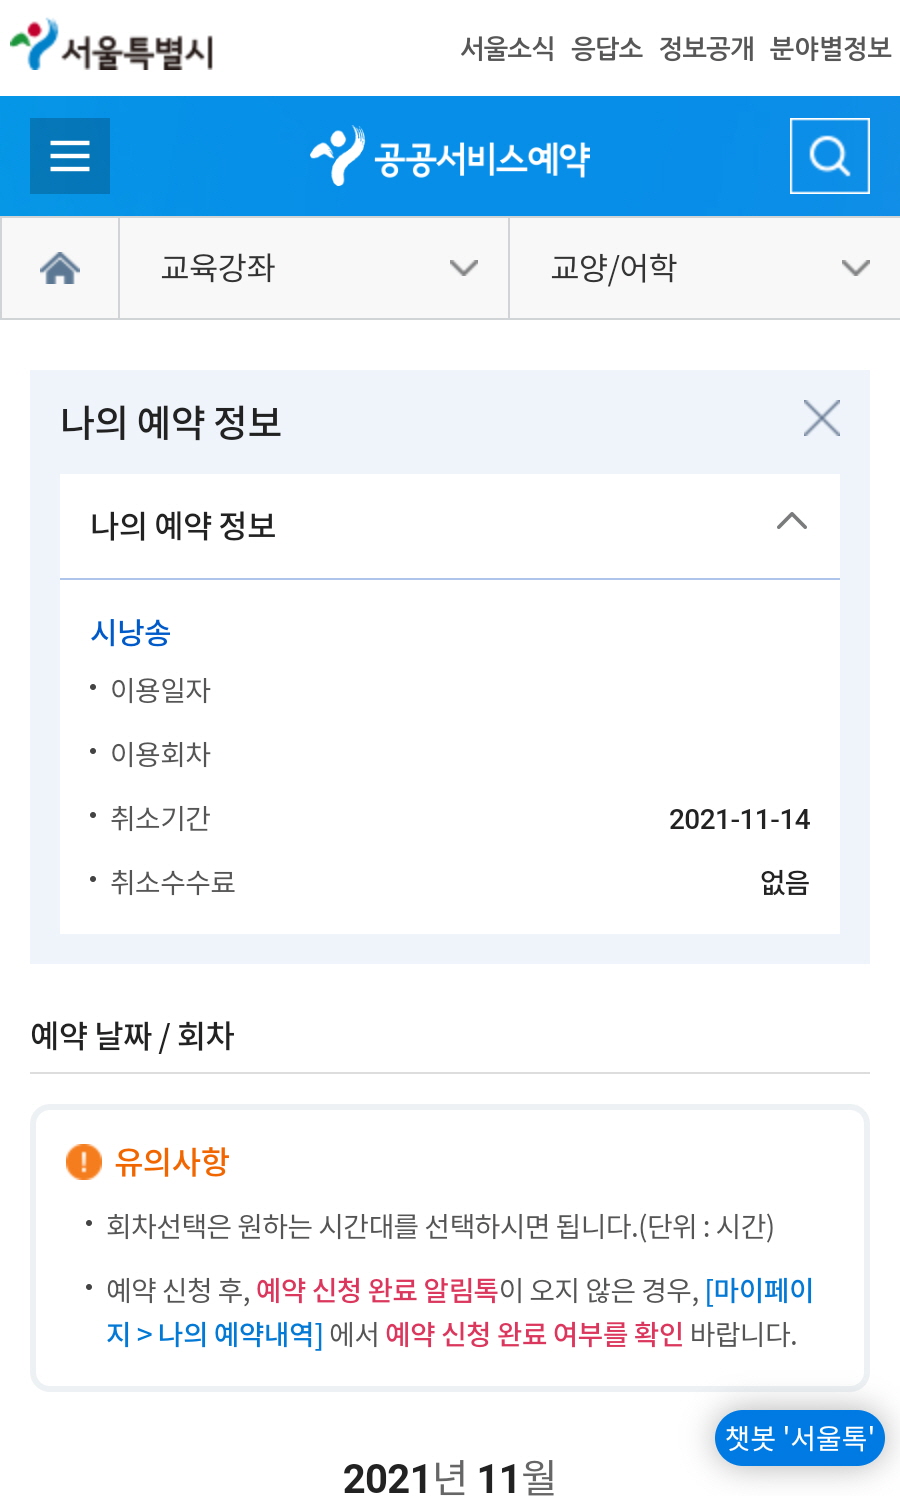 서울특별시
서울소식 응답소 정보공개 분야별정보
공공서비스예약
교육강좌 교양/어학
나의 예약 정보
나의 예약 정보
시낭송
• 이용일자
• 이용회차
• 취소기간 2021-11-14
• 취소수수료 없음
예약 날짜 / 회차
! 유의사항
• 회차선택은 원하는 시간대를 선택하시면 됩니다.(단위 : 시간)
• 예약 신청 후, 예약 신청 완료 알림톡이 오지 않은 경우, [마이페이
지 > 나의 예약내역] 에서 예약 신청 완료 여부를 확인 바랍니다.
챗봇 '서울톡'
2021년 11월